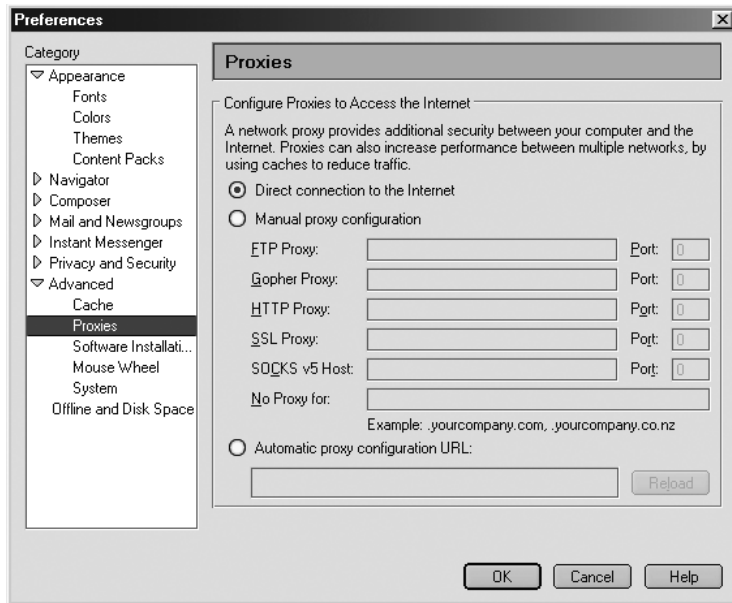 Preferences
Category
Appearance
Fonts
Colors
Themes
Content Packs
Navigator
Composer
Mail and Newsgroups
Instant Messenger
Privacy and Security
Advanced
Cache
Proxies
Software Installati...
Mouse Wheel
System
Offline and Disk Space
Proxies
Configure Proxies to Access the Internet
A network proxy provides additional security between your computer and the
Internet. Proxies can also increase performance between multiple networks, by
using caches to reduce traffic.
Direct connection to the Internet
Manual proxy configuration
FTP Proxy: Port: 0
Gopher Proxy: Port: 0
HTTP Proxy: Port: 0
SSL Proxy: Port: 0
SOCKS v5 Host: Port: 0
No Proxy for:
Example: .yourcompany.com, .yourcompany.co.nz
Automatic proxy configuration URL:
Reload
OK Cancel Help